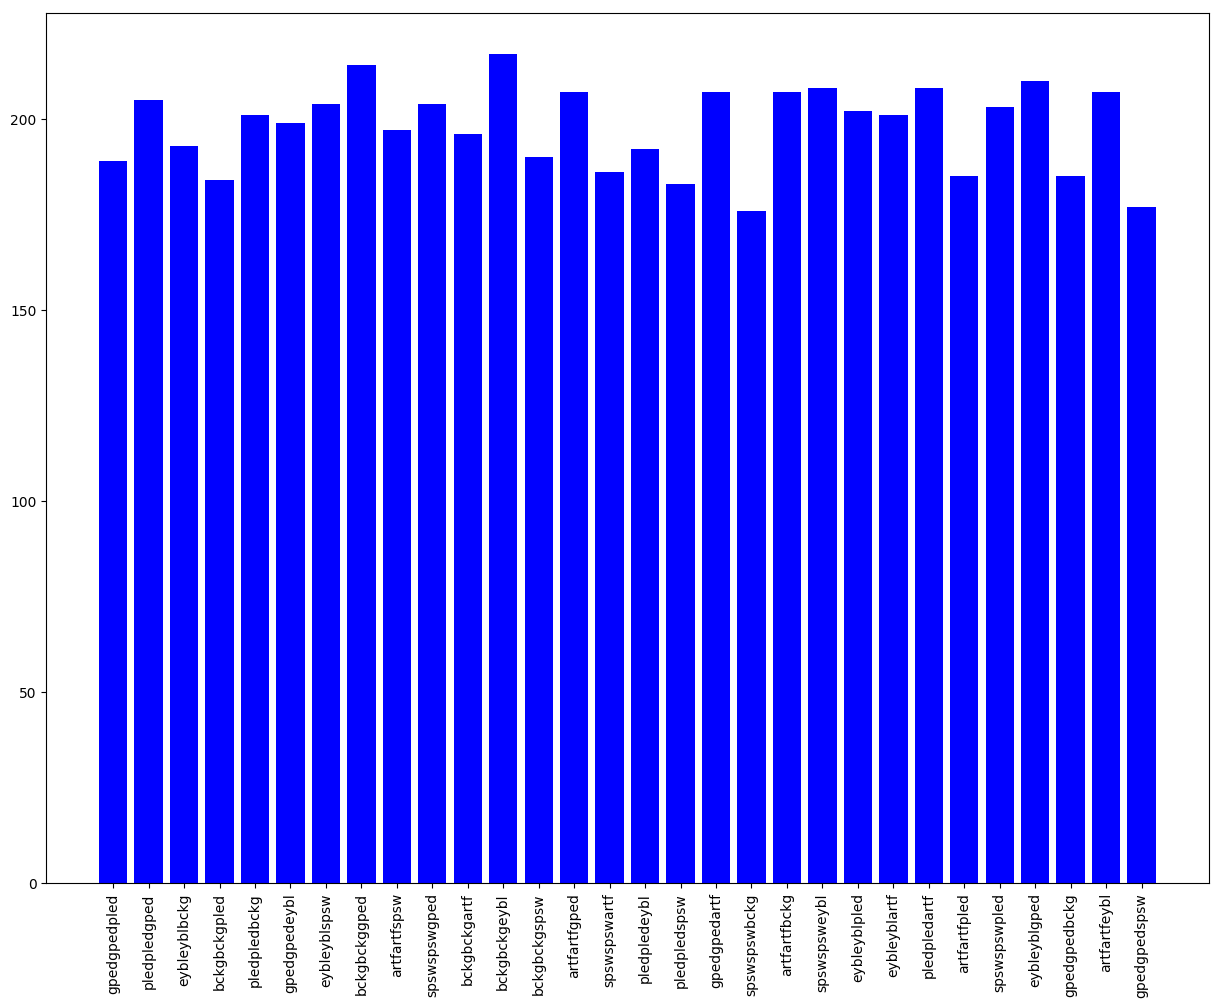 200
150
100
50
0
gpedgpedpled
pledpledgped
eybleyblbckg
bckgbckgpled
pledpledbckg
gpedgpedeybl
eybleyblspsw
bckgbckggped
artfartfspsw
spswspswgped
bckgbckgartf
bckgbckgeybl
bckgbckgspsw
artfartfgped
spswspswartf
pledpledeybl
pledpledspsw
gpedgpedartf
spswspswbckg
artfartfbckg
spswspsweybl
eybleyblpled
eybleyblartf
pledpledartf
artfartfpled
spswspswpled
eybleyblgped
gpedgpedbckg
artfartfeybl
gpedgpedspsw